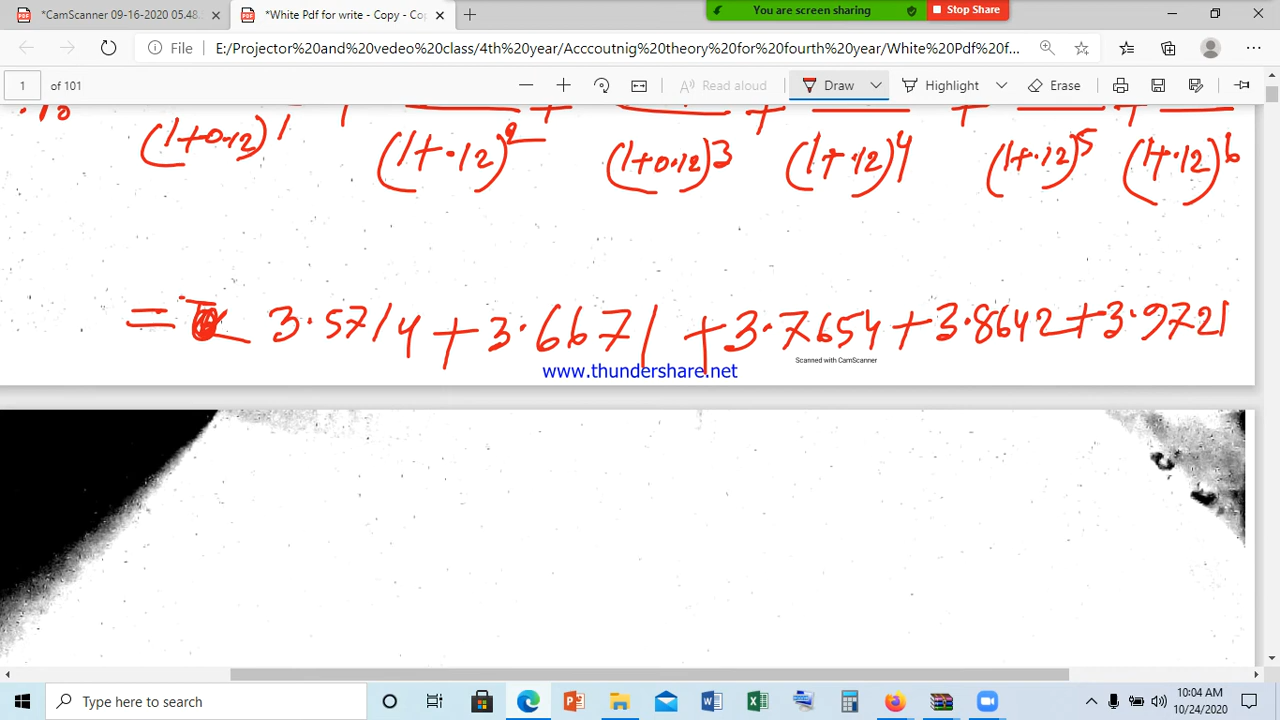 *CamScanner 09-16-2020 05.48.
*White Pdf for write - Copy - Co
You are screen sharing
Stop Share
File
E:/Projector%20and%20vedeo%20class/4th%20year/Acccoutnig%20theory%20for%20fourth%20year/White%20Pdf%20f...
1 of 101
Read aloud
Draw
Highlight
Erase
+ + + + +
(1+0.12)^1 (1+.12)^2 (1+0.12)^3 (1+.12)^4 (1+.12)^5 (1+.12)^6
= 3.5714 + 3.6671 + 3.7654 + 3.8642 + 3.9721
Scanned with CamScanner
www.thundershare.net
Type here to search
10:04 AM
10/24/2020